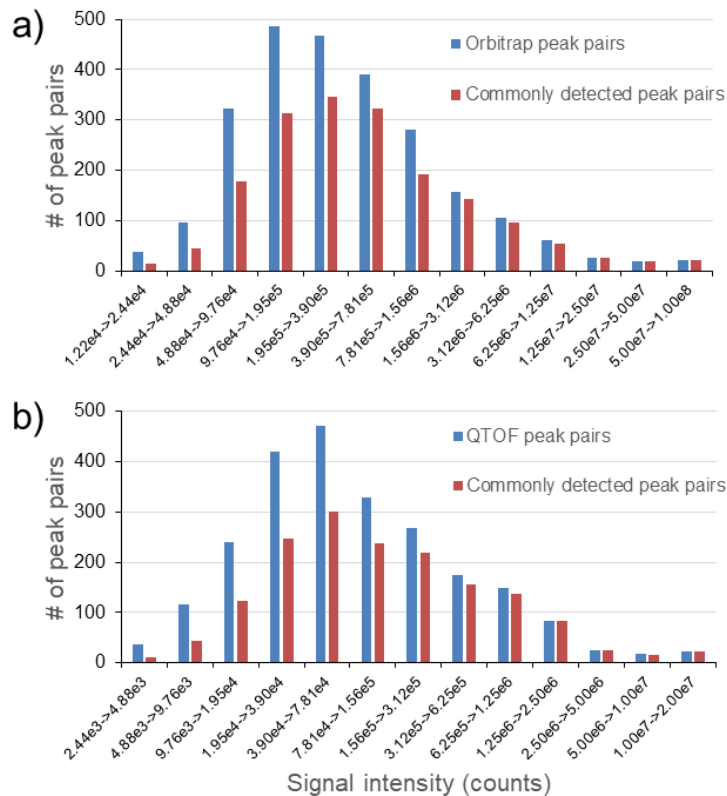 a)
500
400
300
200
100
0
# of peak pairs
Orbitrap peak pairs
Commonly detected peak pairs
1.22e4->2.44e4
2.44e4->4.88e4
4.88e4->9.76e4
9.76e4->1.95e5
1.95e5->3.90e5
3.90e5->7.81e5
7.81e5->1.56e6
1.56e6->3.12e6
3.12e6->6.25e6
6.25e6->1.25e7
1.25e7->2.50e7
2.50e7->5.00e7
5.00e7->1.00e8
b)
500
400
300
200
100
0
# of peak pairs
QTOF peak pairs
Commonly detected peak pairs
2.44e3->4.88e3
4.88e3->9.76e3
9.76e3->1.95e4
1.95e4->3.90e4
3.90e4->7.81e4
7.81e4->1.56e5
1.56e5->3.12e5
3.12e5->6.25e5
6.25e5->1.25e6
1.25e6->2.50e6
2.50e6->5.00e6
5.00e6->1.00e7
1.00e7->2.00e7
Signal intensity (counts)